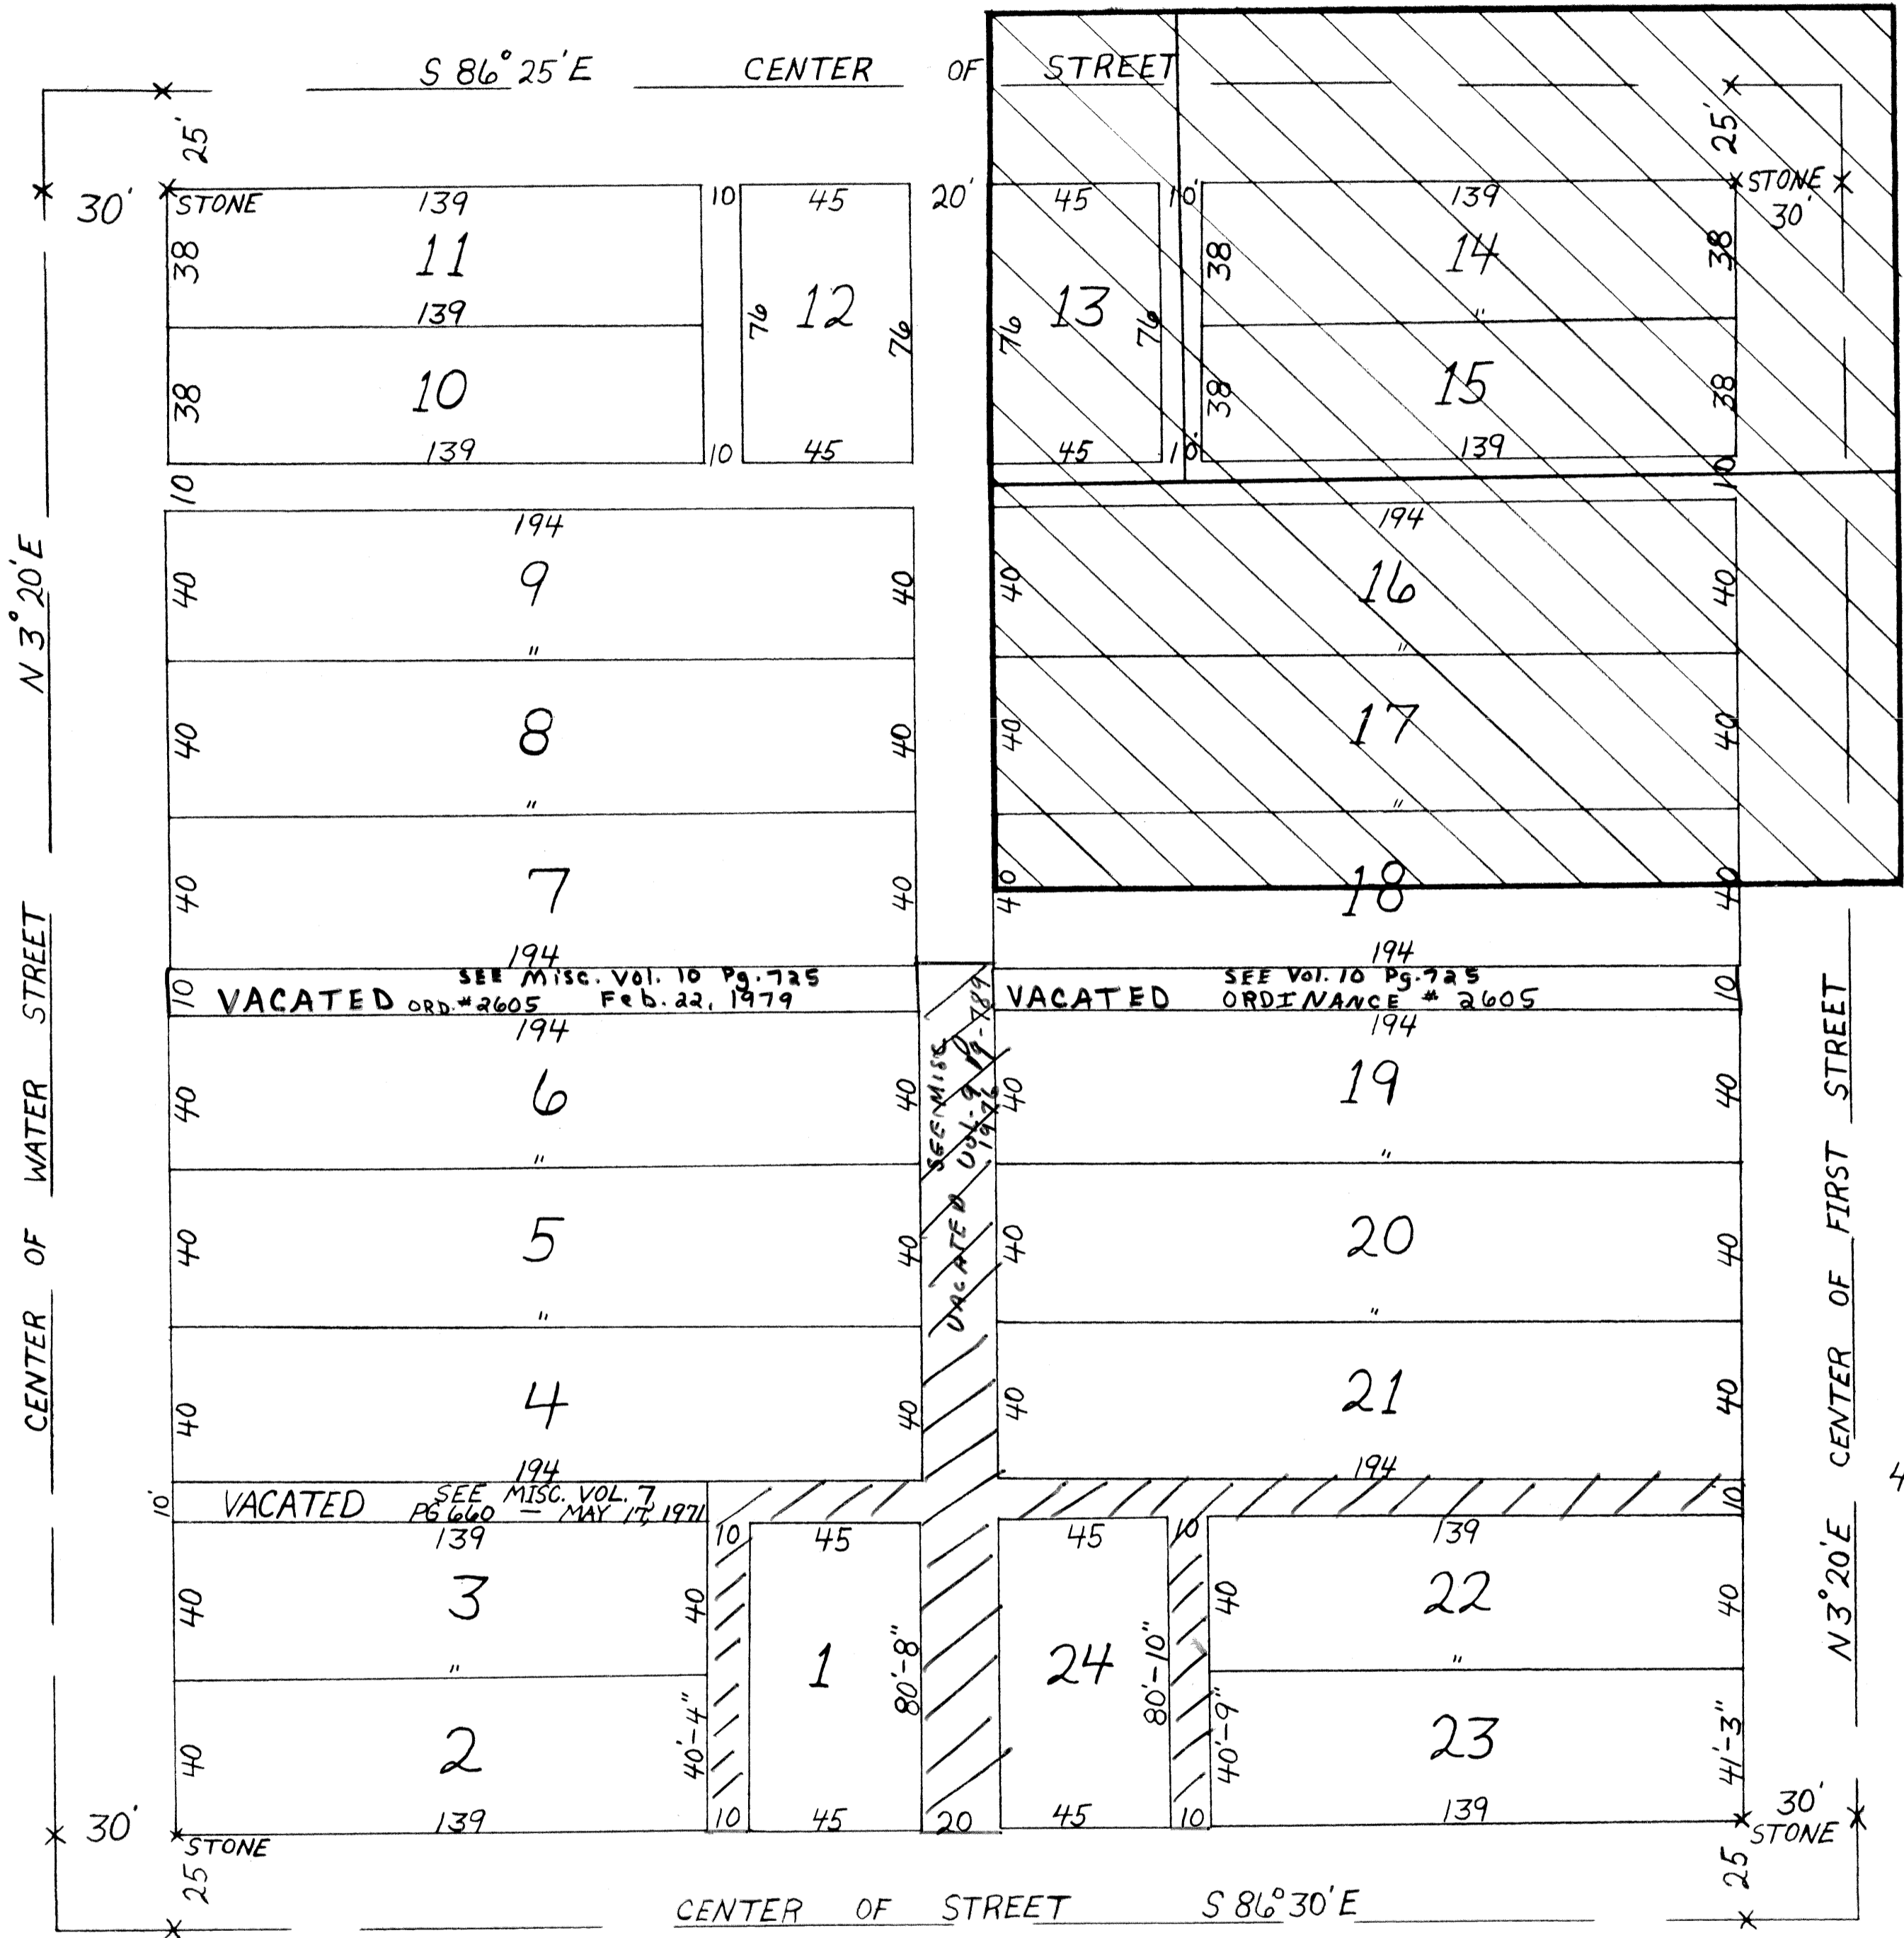 S 86° 25' E CENTER OF STREET
25' 25'
30' STONE 139 10 45 20' 45 10' 139 STONE 30'
38 11 38 14 38
139 76 12 76 76 13 76 "
38 10 38 15 38
139 10 45 45 10' 139
10 10
194 194
40 9 40 40 16 40
" "
40 8 40 40 17 40
" "
40 7 40 40 18 40
194 194
10 VACATED SEE MISC. VOL. 10 Pg. 725
ORD. # 2605 Feb. 22, 1979
VACATED SEE Vol. 10 Pg. 725
ORDINANCE # 2605 10
194 194
40 6 40 40 19 40
" "
40 5 40 40 20 40
" "
40 4 40 40 21 40
194 194
VACATED SEE MISC.
VOL-9 Pg-789
1976
10' VACATED SEE MISC. VOL. 7
PG 660 — MAY 17, 1971
10
139 10 45 45 10 139
40 3 40 40 22 40
" 1 80'-8" 24 80'-10" "
40 2 40'-4" 40'-9" 23 41'-3"
30' 139 10 45 20 45 10 139 30'
STONE STONE
25 25
CENTER OF STREET S 86° 30' E
CENTER OF WATER STREET N 3° 20' E
N 3° 20' E CENTER OF FIRST STREET
4